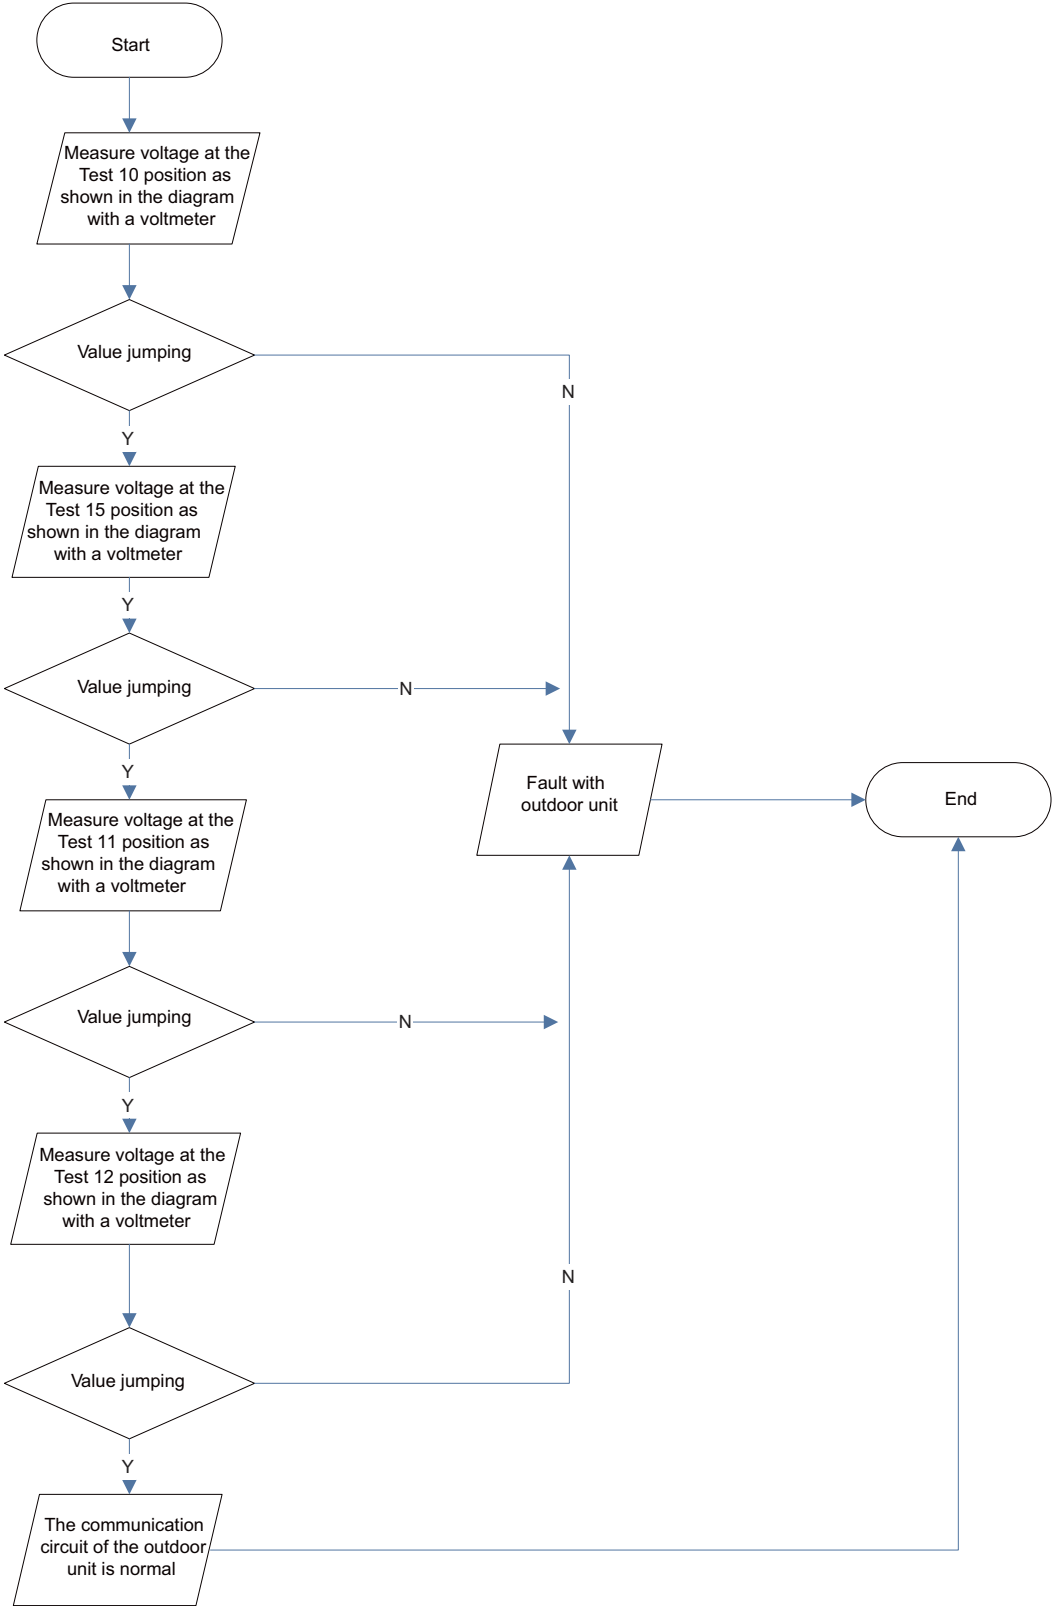 Start
Measure voltage at the
Test 10 position as
shown in the diagram
with a voltmeter
Value jumping
N
Y
Measure voltage at the
Test 15 position as
shown in the diagram
with a voltmeter
Y
Value jumping
N
Y
Fault with
outdoor unit
End
Measure voltage at the
Test 11 position as
shown in the diagram
with a voltmeter
Value jumping
N
Y
Measure voltage at the
Test 12 position as
shown in the diagram
with a voltmeter
N
Value jumping
Y
The communication
circuit of the outdoor
unit is normal